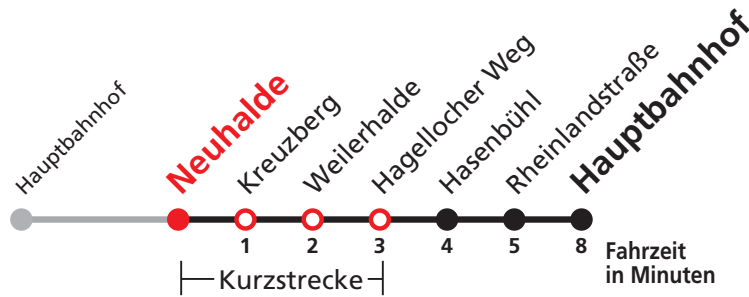 Hauptbahnhof
Neuhalde
Kreuzberg
Weilerhalde
Hagellocher Weg
Hasenbühl
Rheinlandstraße
Hauptbahnhof
1 2 3 4 5 8
Fahrzeit
in Minuten
Kurzstrecke